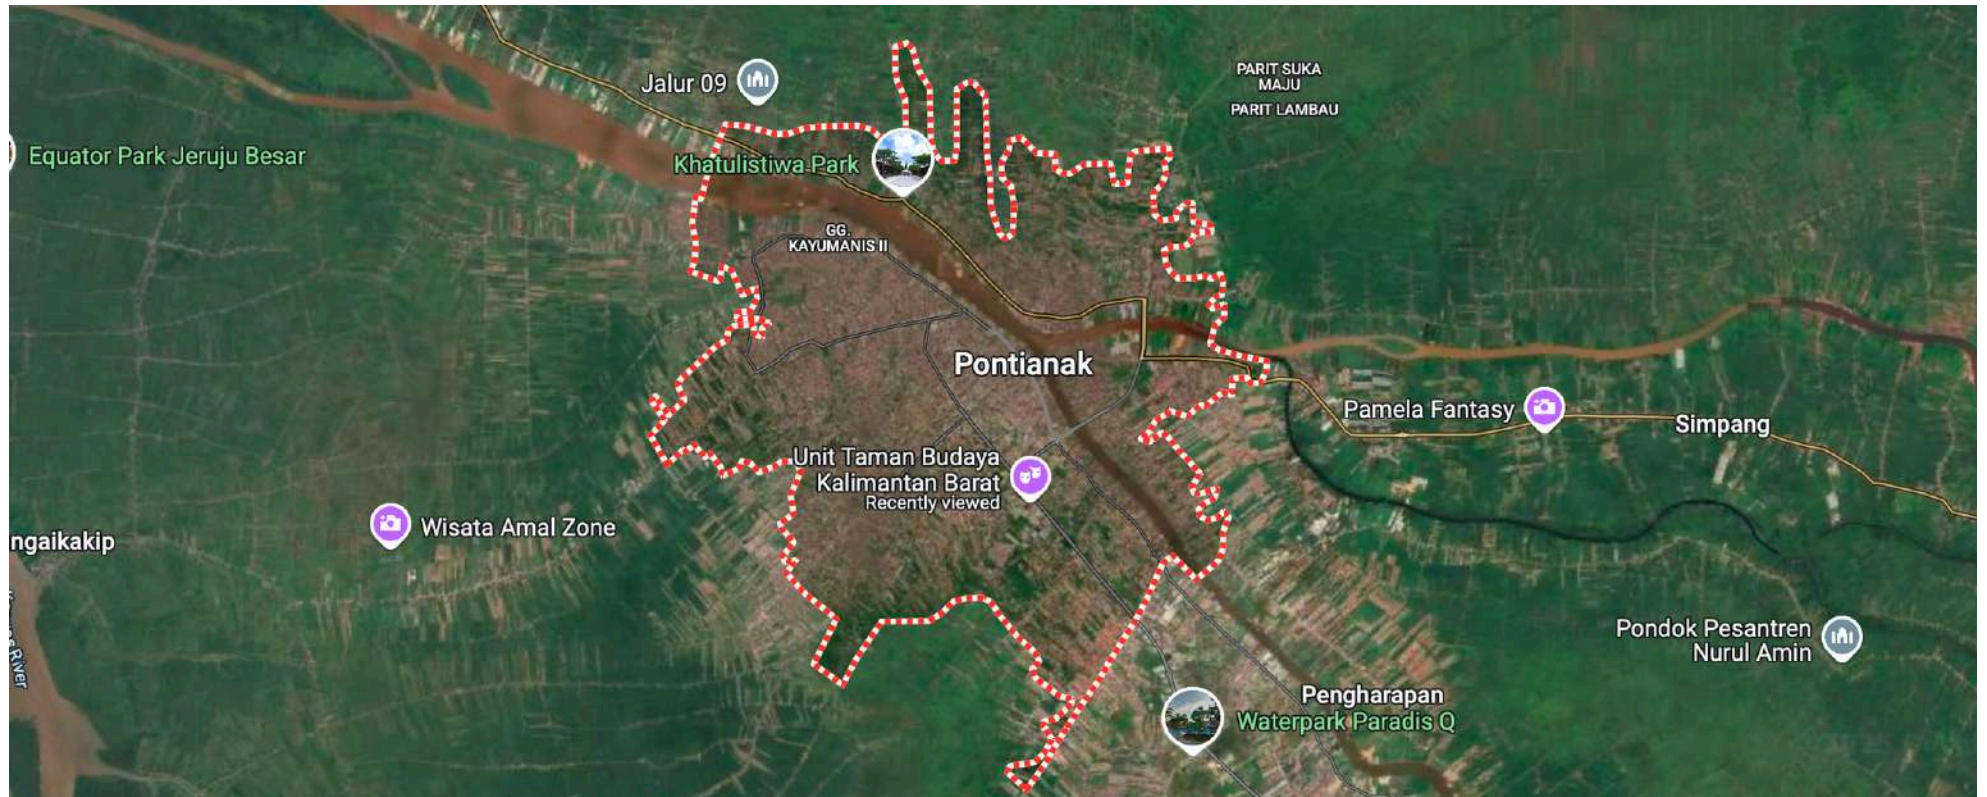 Jalur 09
PARIT SUKA
MAJU
PARIT LAMBAU
Equator Park Jeruju Besar
Khatulistiwa Park
GG.
KAYUMANIS II
Pontianak
Pamela Fantasy
Simpang
Unit Taman Budaya
Kalimantan Barat
Recently viewed
Wisata Amal Zone
ngaikakip
River
Pondok Pesantren
Nurul Amin
Pengharapan
Waterpark Paradis Q